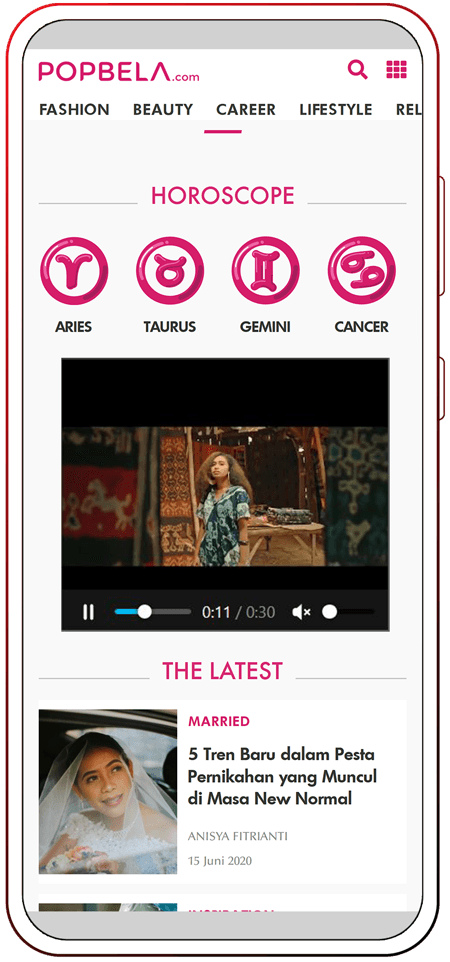 POPBELA.com
FASHION BEAUTY CAREER LIFESTYLE REL
HOROSCOPE
ARIES TAURUS GEMINI CANCER
0:11 / 0:30
THE LATEST
MARRIED
5 Tren Baru dalam Pesta
Pernikahan yang Muncul
di Masa New Normal
ANISYA FITRIANTI
15 Juni 2020
INSPIRATION